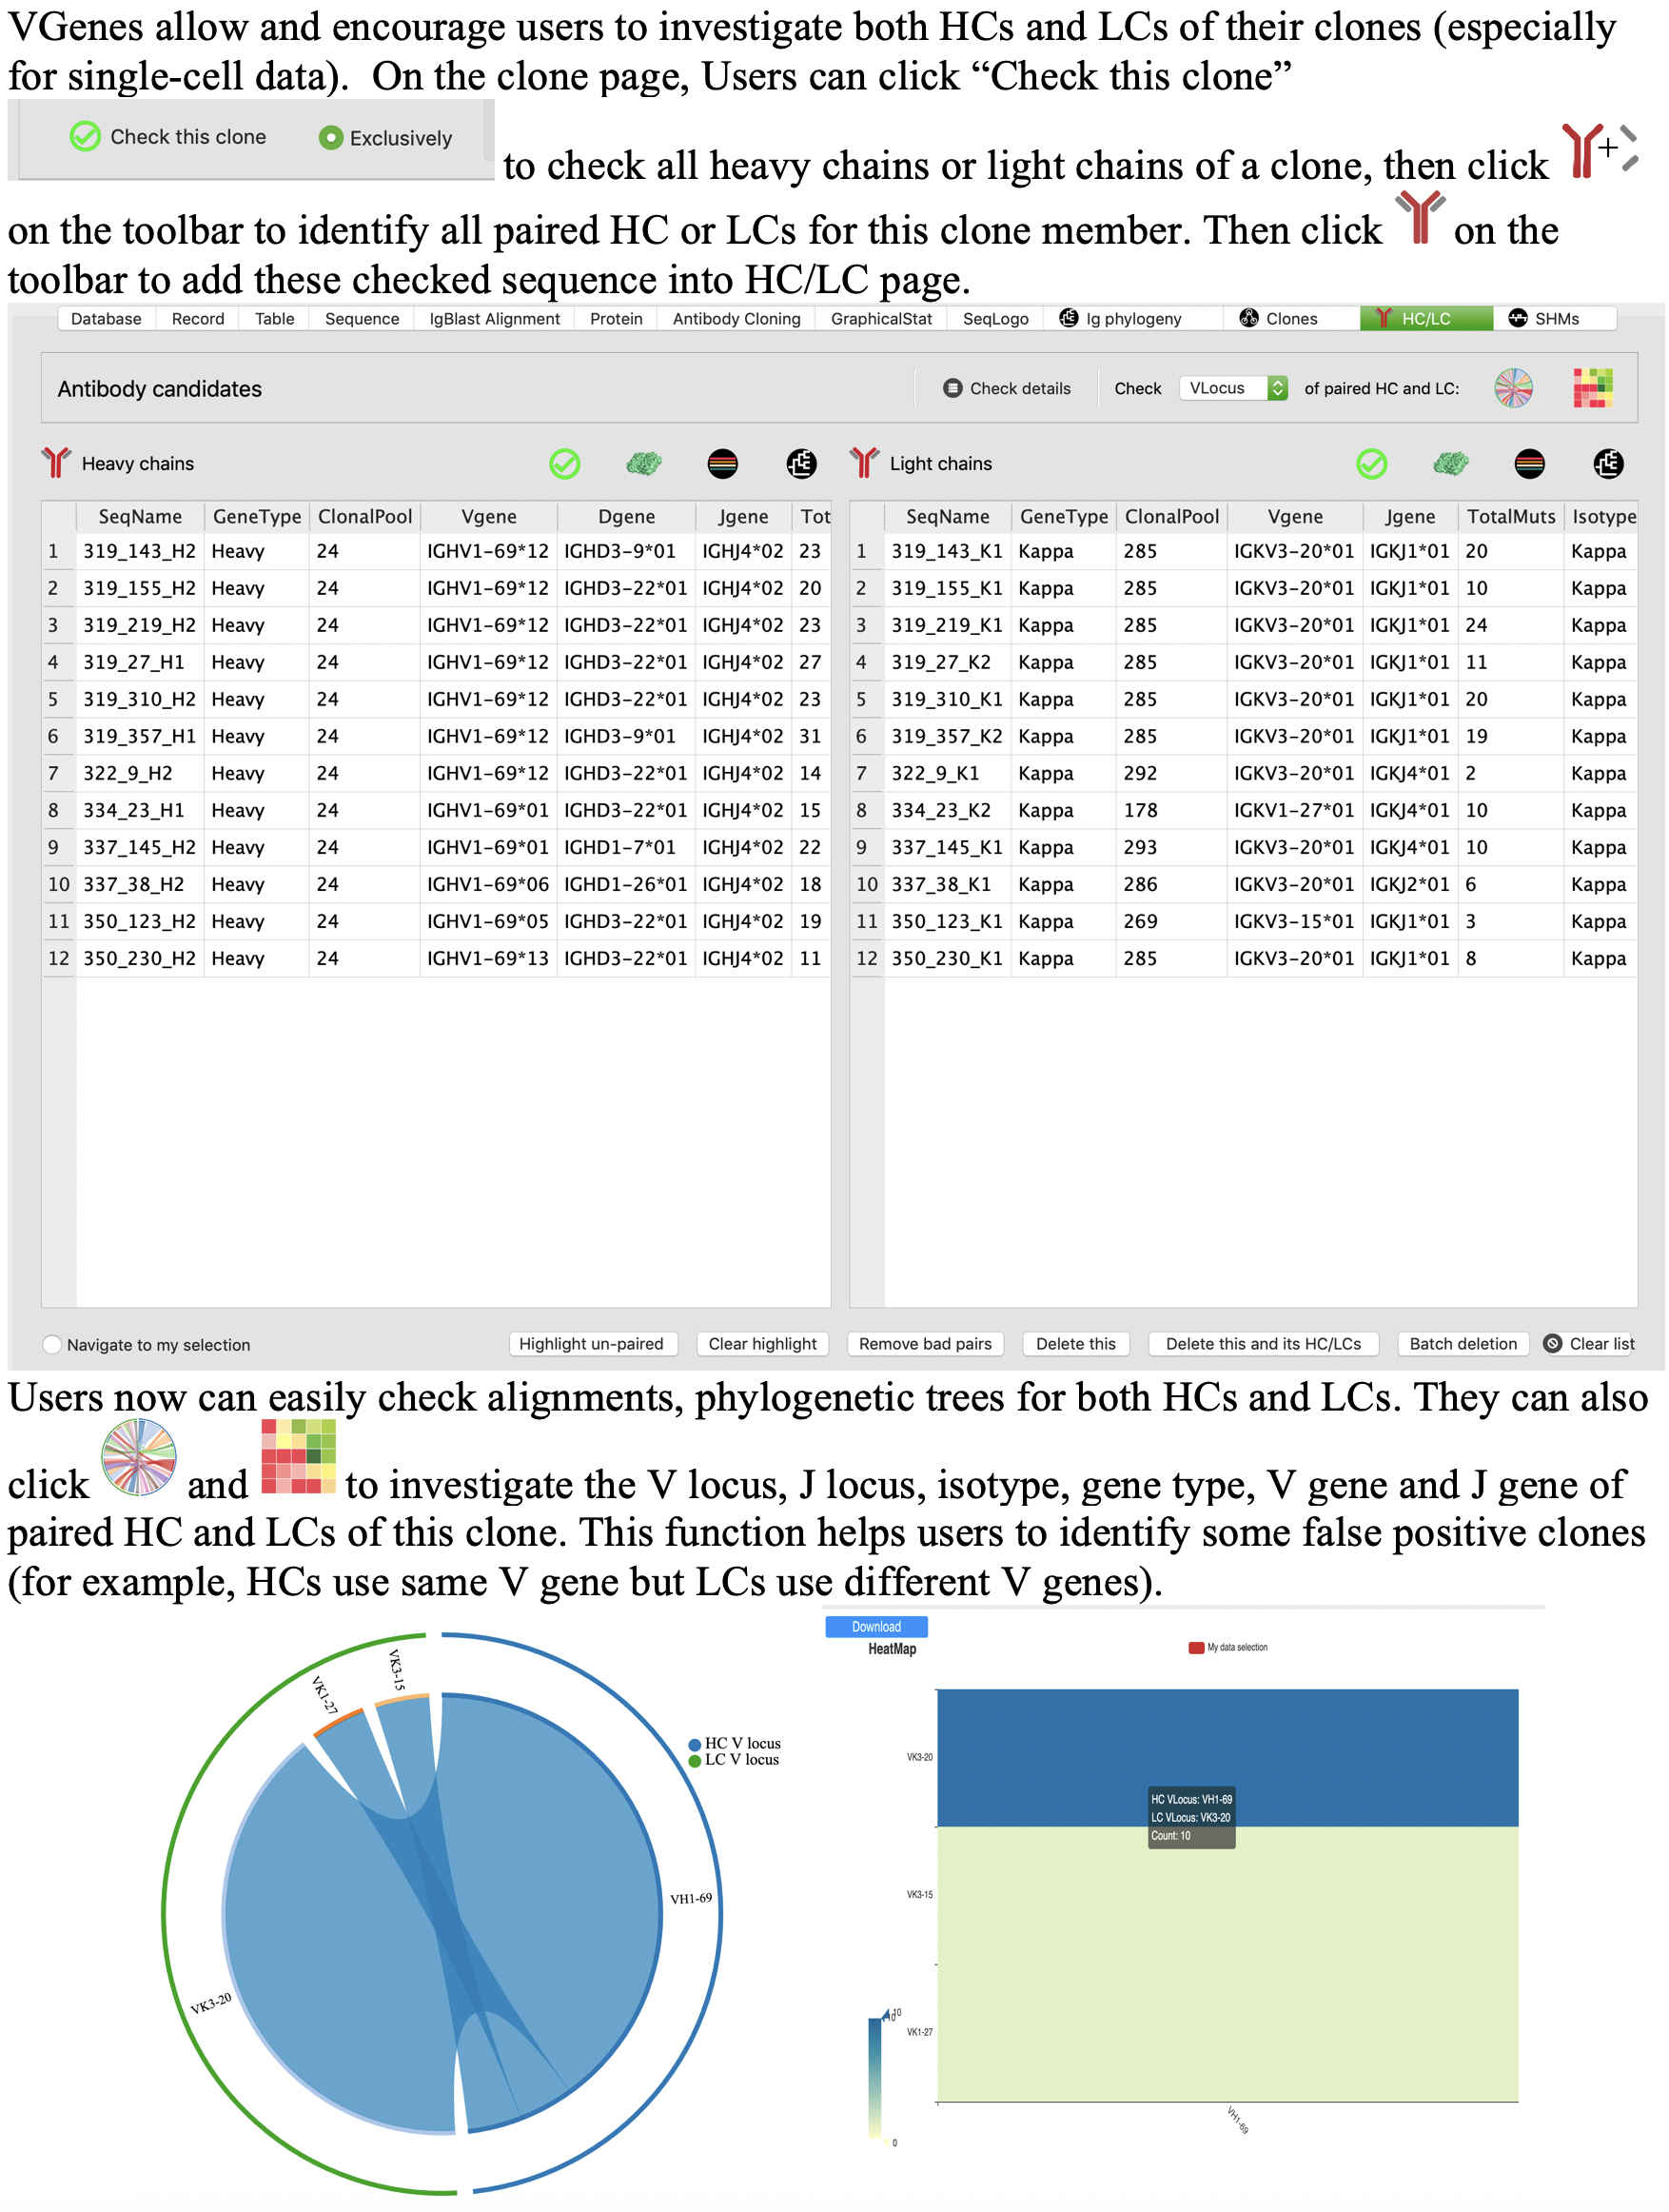 VGenes allow and encourage users to investigate both HCs and LCs of their clones (especially
for single-cell data).  On the clone page, Users can click “Check this clone”
Check this clone Exclusively
to check all heavy chains or light chains of a clone, then click
on the toolbar to identify all paired HC or LCs for this clone member. Then click on the
toolbar to add these checked sequence into HC/LC page.
Database Record Table Sequence IgBlast Alignment Protein Antibody Cloning GraphicalStat SeqLogo Ig phylogeny Clones HC/LC SHMs
Antibody candidates Check details Check VLocus of paired HC and LC:
Heavy chains Light chains
SeqName GeneType ClonalPool Vgene Dgene Jgene Tot SeqName GeneType ClonalPool Vgene Jgene TotalMuts Isotype
1 319_143_H2 Heavy 24 IGHV1-69*12 IGHD3-9*01 IGHJ4*02 23 1 319_143_K1 Kappa 285 IGKV3-20*01 IGKJ1*01 20 Kappa
2 319_155_H2 Heavy 24 IGHV1-69*12 IGHD3-22*01 IGHJ4*02 20 2 319_155_K1 Kappa 285 IGKV3-20*01 IGKJ1*01 10 Kappa
3 319_219_H2 Heavy 24 IGHV1-69*12 IGHD3-22*01 IGHJ4*02 23 3 319_219_K1 Kappa 285 IGKV3-20*01 IGKJ1*01 24 Kappa
4 319_27_H1 Heavy 24 IGHV1-69*12 IGHD3-22*01 IGHJ4*02 27 4 319_27_K2 Kappa 285 IGKV3-20*01 IGKJ1*01 11 Kappa
5 319_310_H2 Heavy 24 IGHV1-69*12 IGHD3-22*01 IGHJ4*02 23 5 319_310_K1 Kappa 285 IGKV3-20*01 IGKJ1*01 20 Kappa
6 319_357_H1 Heavy 24 IGHV1-69*12 IGHD3-9*01 IGHJ4*02 31 6 319_357_K2 Kappa 285 IGKV3-20*01 IGKJ1*01 19 Kappa
7 322_9_H2 Heavy 24 IGHV1-69*12 IGHD3-22*01 IGHJ4*02 14 7 322_9_K1 Kappa 292 IGKV3-20*01 IGKJ4*01 2 Kappa
8 334_23_H1 Heavy 24 IGHV1-69*01 IGHD3-22*01 IGHJ4*02 15 8 334_23_K2 Kappa 178 IGKV1-27*01 IGKJ4*01 10 Kappa
9 337_145_H2 Heavy 24 IGHV1-69*01 IGHD1-7*01 IGHJ4*02 22 9 337_145_K1 Kappa 293 IGKV3-20*01 IGKJ4*01 10 Kappa
10 337_38_H2 Heavy 24 IGHV1-69*06 IGHD1-26*01 IGHJ4*02 18 10 337_38_K1 Kappa 286 IGKV3-20*01 IGKJ2*01 6 Kappa
11 350_123_H2 Heavy 24 IGHV1-69*05 IGHD3-22*01 IGHJ4*02 19 11 350_123_K1 Kappa 269 IGKV3-15*01 IGKJ1*01 3 Kappa
12 350_230_H2 Heavy 24 IGHV1-69*13 IGHD3-22*01 IGHJ4*02 11 12 350_230_K1 Kappa 285 IGKV3-20*01 IGKJ1*01 8 Kappa
Navigate to my selection Highlight un-paired Clear highlight Remove bad pairs Delete this Delete this and its HC/LCs Batch deletion Clear list
Users now can easily check alignments, phylogenetic trees for both HCs and LCs. They can also
click and to investigate the V locus, J locus, isotype, gene type, V gene and J gene of
paired HC and LCs of this clone. This function helps users to identify some false positive clones
(for example, HCs use same V gene but LCs use different V genes).
VK3-15
VK1-27
HC V locus
LC V locus
VH1-69
VK3-20
Download
HeatMap
My data selection
VK3-20
HC VLocus: VH1-69
LC VLocus: VK3-20
Count: 10
VK3-15
10
VK1-27
0
VH1-69